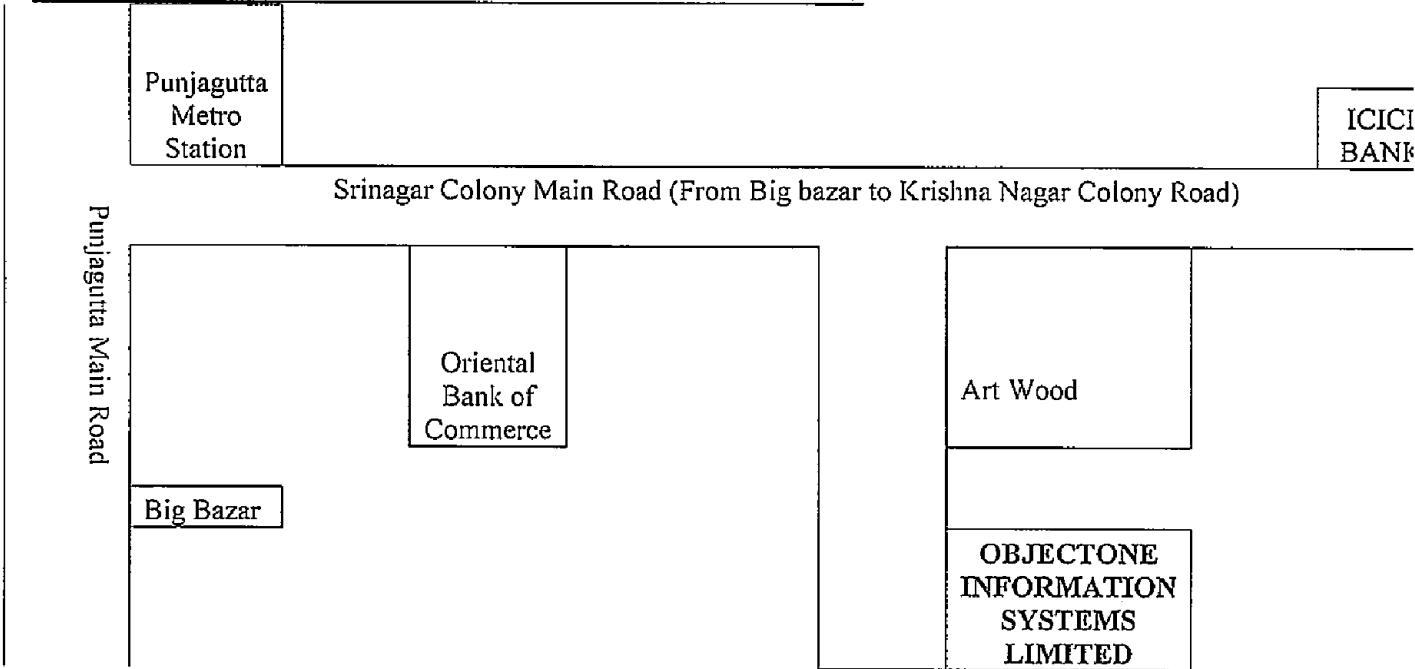 Punjagutta
Metro
Station
ICICI
BANK
Srinagar Colony Main Road (From Big bazar to Krishna Nagar Colony Road)
Punjagutta Main Road
Oriental
Bank of
Commerce
Art Wood
Big Bazar
OBJECTONE
INFORMATION
SYSTEMS
LIMITED